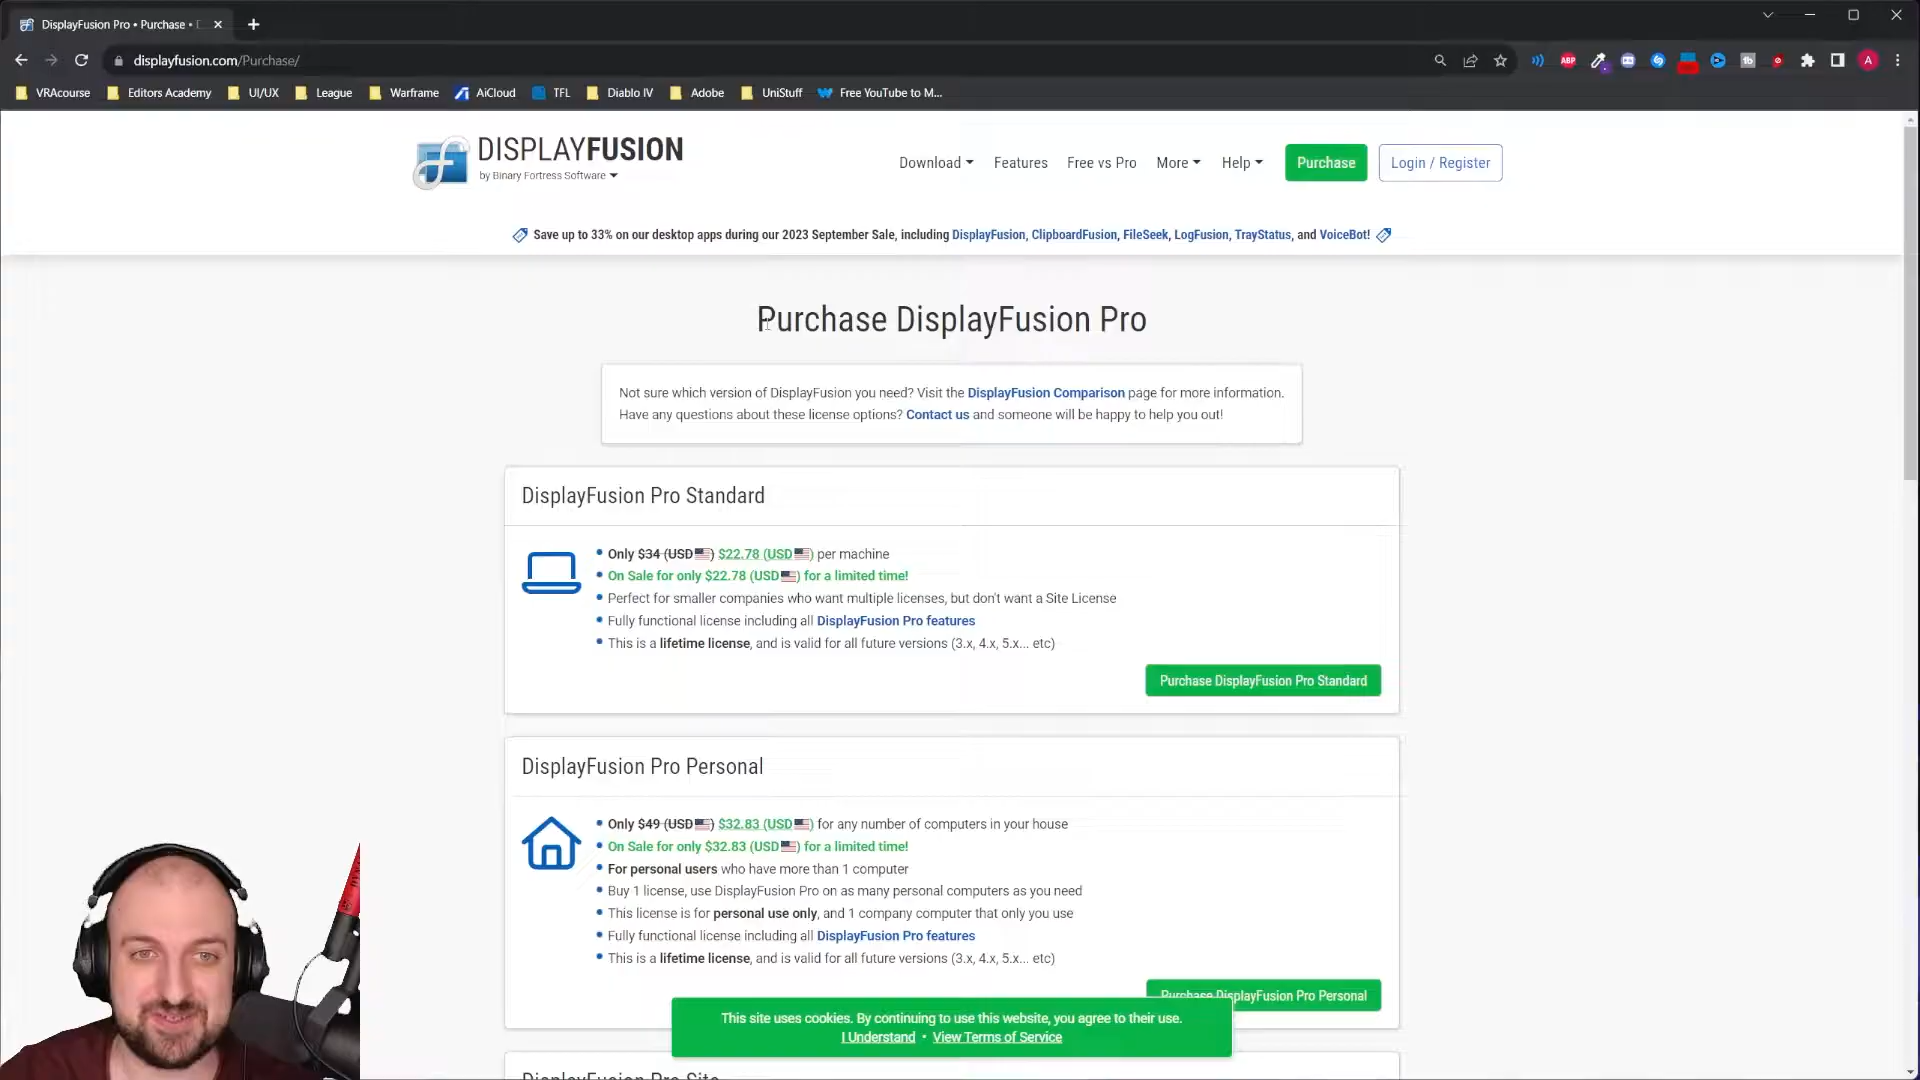 DisplayFusion Pro • Purchase •
displayfusion.com/Purchase/
ABP
tb
A
VRAcourse
Editors Academy
UI/UX
League
Warframe
AiCloud
TFL
Diablo IV
Adobe
UniStuff
Free YouTube to M...
DISPLAYFUSION
by Binary Fortress Software
Download
Features
Free vs Pro
More
Help
Purchase
Login / Register
Save up to 33% on our desktop apps during our 2023 September Sale, including DisplayFusion, ClipboardFusion, FileSeek, LogFusion, TrayStatus, and VoiceBot!
Purchase DisplayFusion Pro
Not sure which version of DisplayFusion you need? Visit the DisplayFusion Comparison page for more information.
Have any questions about these license options? Contact us and someone will be happy to help you out!
DisplayFusion Pro Standard
• Only $34 (USD) $22.78 (USD) per machine
• On Sale for only $22.78 (USD) for a limited time!
• Perfect for smaller companies who want multiple licenses, but don't want a Site License
• Fully functional license including all DisplayFusion Pro features
• This is a lifetime license, and is valid for all future versions (3.x, 4.x, 5.x... etc)
Purchase DisplayFusion Pro Standard
DisplayFusion Pro Personal
• Only $49 (USD) $32.83 (USD) for any number of computers in your house
• On Sale for only $32.83 (USD) for a limited time!
• For personal users who have more than 1 computer
• Buy 1 license, use DisplayFusion Pro on as many personal computers as you need
• This license is for personal use only, and 1 company computer that only you use
• Fully functional license including all DisplayFusion Pro features
• This is a lifetime license, and is valid for all future versions (3.x, 4.x, 5.x... etc)
Purchase DisplayFusion Pro Personal
This site uses cookies. By continuing to use this website, you agree to their use.
I Understand • View Terms of Service
DisplayFusion Pro Site